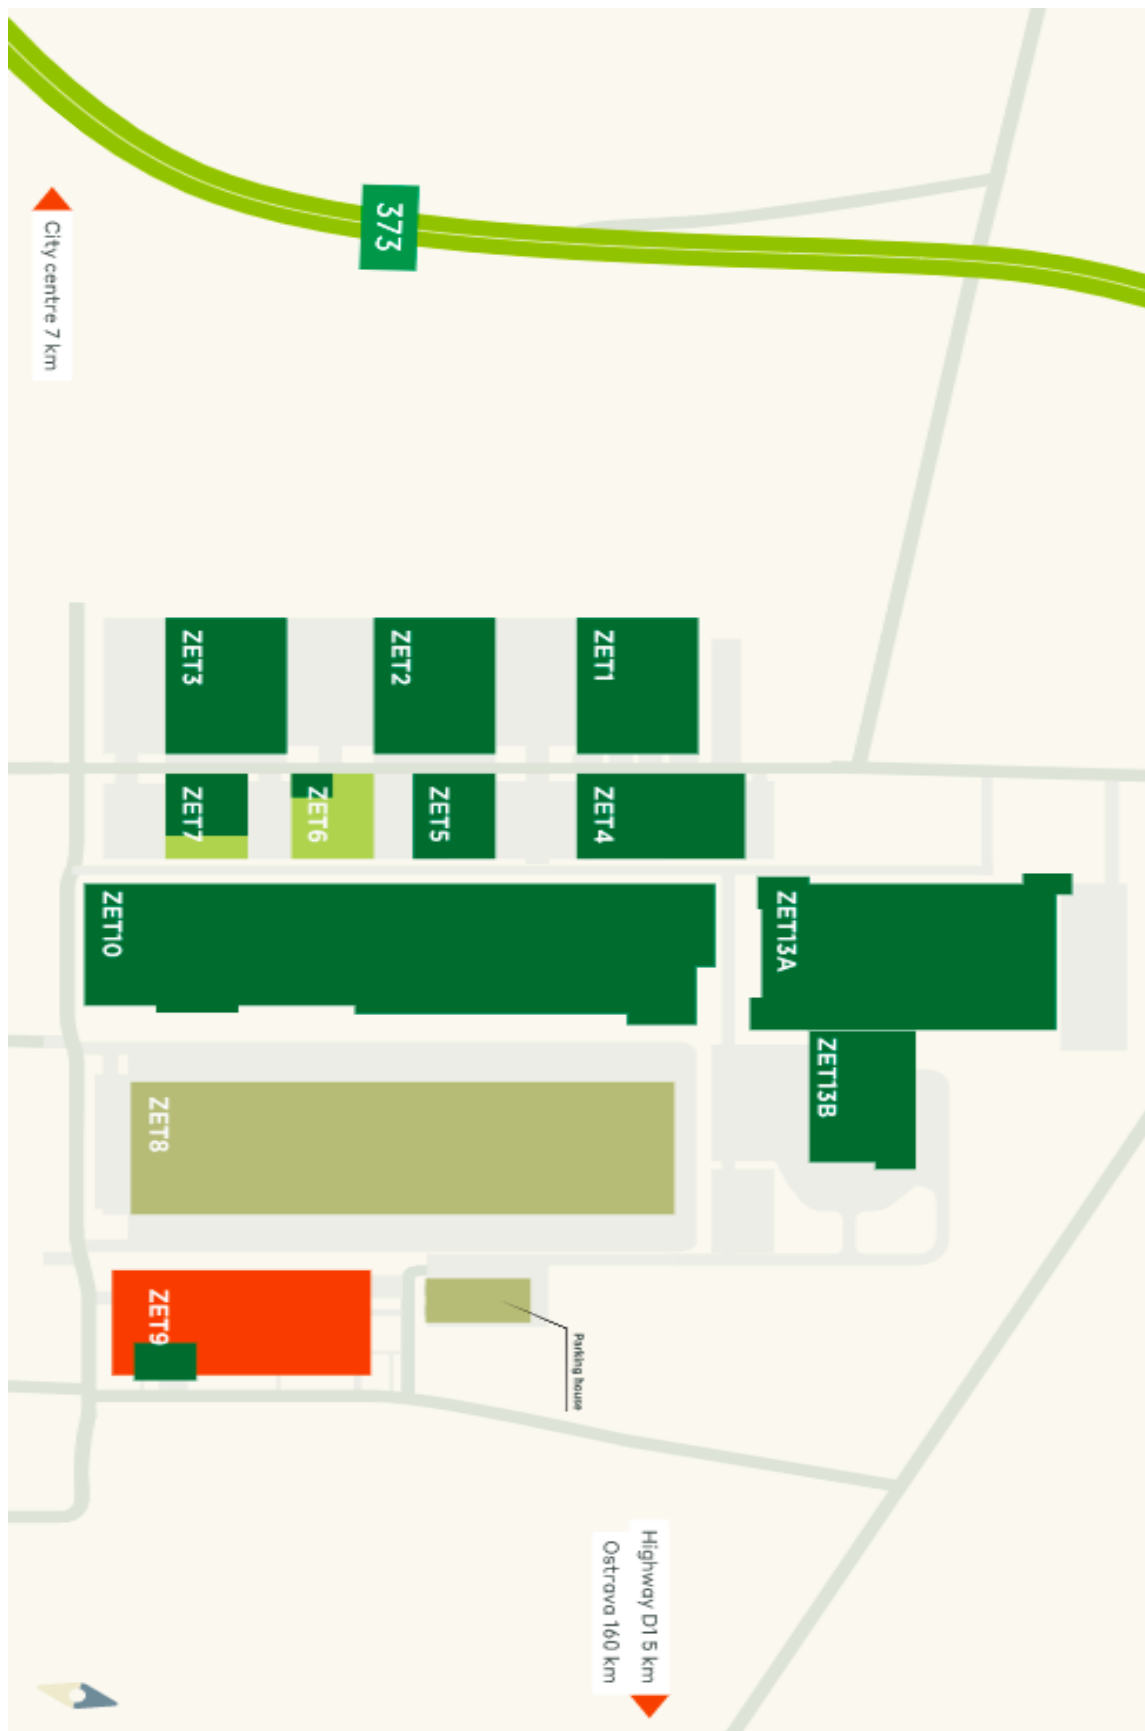 373
City centre 7 km
ZET3
ZET2
ZET1
ZET7
ZET6
ZET5
ZET4
ZET10
ZET13A
ZET13B
ZET8
ZET9
Parking house
Highway D1 5 km
Ostrava 160 km